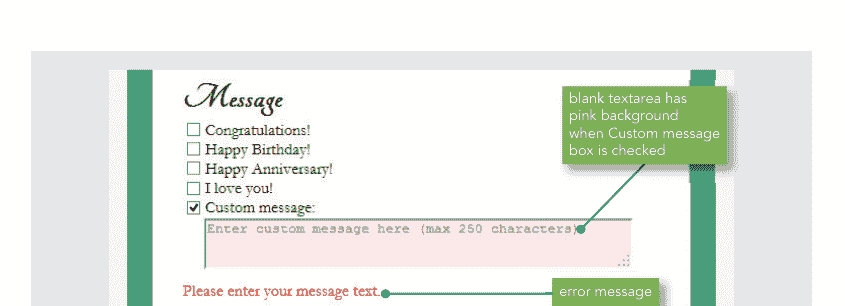 Message
blank textarea has
pink background
when Custom message
box is checked
Congratulations!
Happy Birthday!
Happy Anniversary!
I love you!
Custom message:
Enter custom message here (max 250 characters)
Please enter your message text.
error message